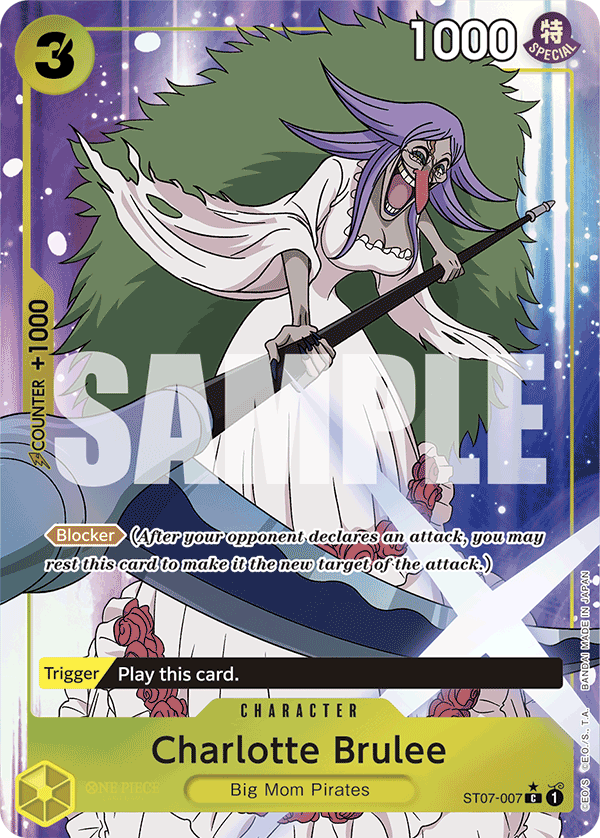 3
1000
特
SPECIAL
COUNTER +1000
SAMPLE
Blocker (After your opponent declares an attack, you may
rest this card to make it the new target of the attack.)
Trigger Play this card.
CHARACTER
Charlotte Brulee
Big Mom Pirates
ONE PIECE
ST07-007 C 1
©EO/S ©EO./S., T.A. BANDAI MADE IN JAPAN